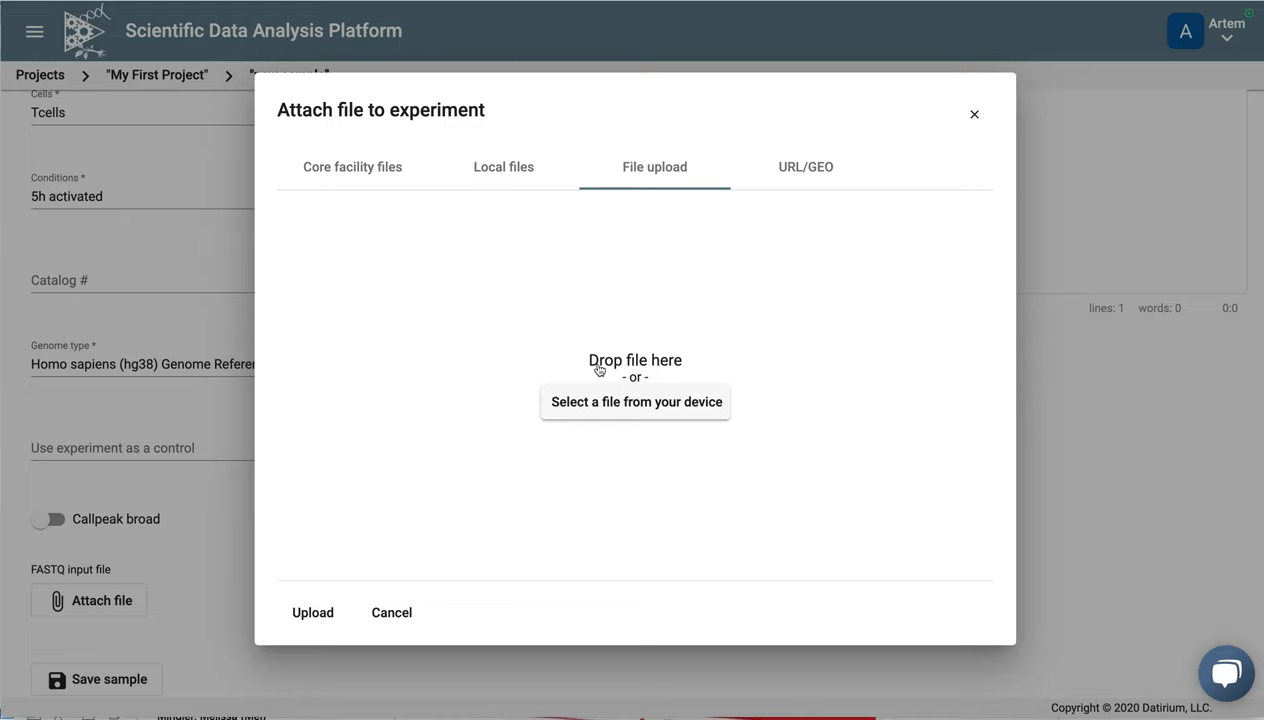 Scientific Data Analysis Platform
A
Artem
Projects
"My First Project"
Attach file to experiment
Core facility files
Local files
File upload
URL/GEO
Cells *
Tcells
Conditions *
5h activated
Catalog #
lines: 1 words: 0 0:0
Genome type *
Homo sapiens (hg38) Genome Refere
Drop file here
- or -
Select a file from your device
Use experiment as a control
Callpeak broad
FASTQ input file
Attach file
Upload
Cancel
Save sample
Copyright © 2020 Datirium, LLC.